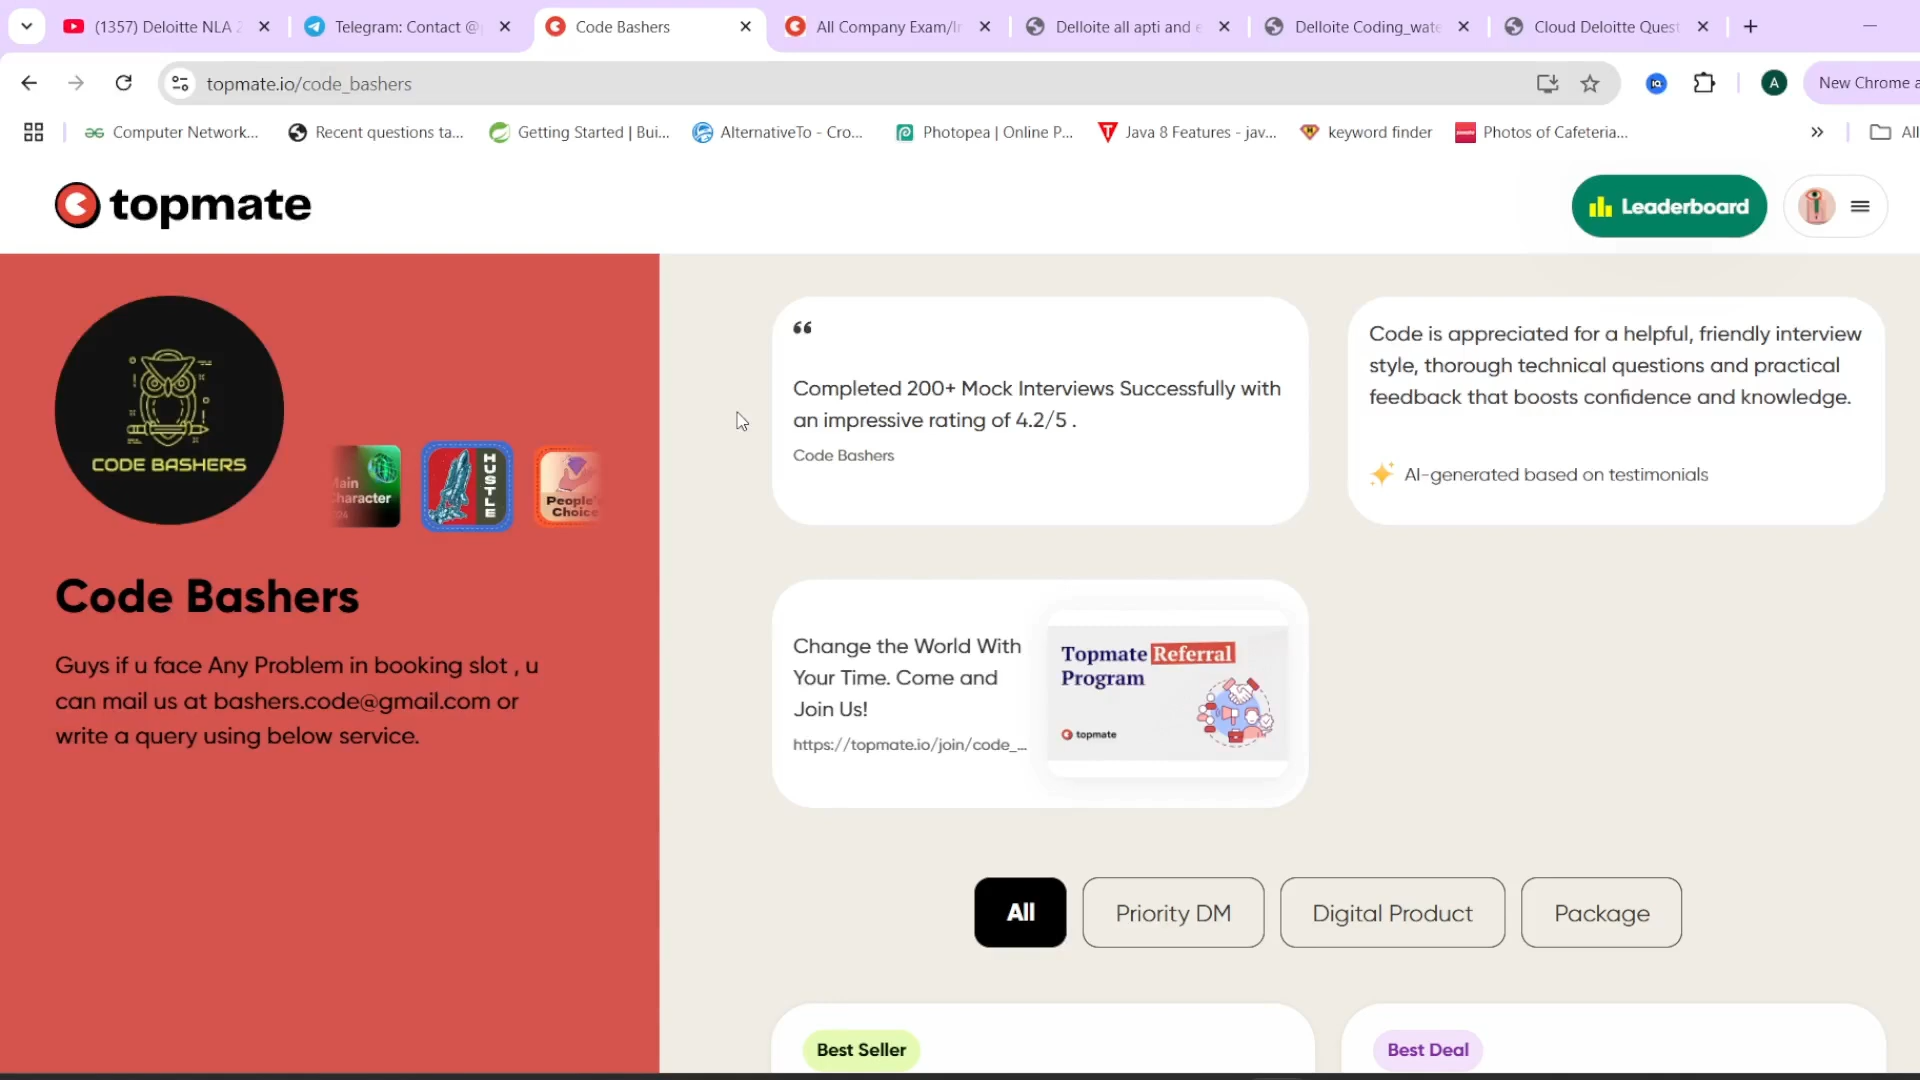 (1357) Deloitte NLA 2
Telegram: Contact @
Code Bashers
All Company Exam/In
Delloite all apti and e
Delloite Coding_wate
Cloud Deloitte Quest
topmate.io/code_bashers
A
New Chrome a
Computer Network...
Recent questions ta...
Getting Started | Bui...
AlternativeTo - Cro...
Photopea | Online P...
Java 8 Features - jav...
keyword finder
Photos of Cafeteria...
»
All
topmate
Leaderboard
CODE BASHERS
Main
Character
HUSTLE
People's
Choice
Code Bashers
Guys if u face Any Problem in booking slot , u
can mail us at bashers.code@gmail.com or
write a query using below service.
“
Completed 200+ Mock Interviews Successfully with
an impressive rating of 4.2/5 .
Code Bashers
Code is appreciated for a helpful, friendly interview
style, thorough technical questions and practical
feedback that boosts confidence and knowledge.
AI-generated based on testimonials
Change the World With
Your Time. Come and
Join Us!
https://topmate.io/join/code_...
Topmate Referral
Program
topmate
All
Priority DM
Digital Product
Package
Best Seller
Best Deal